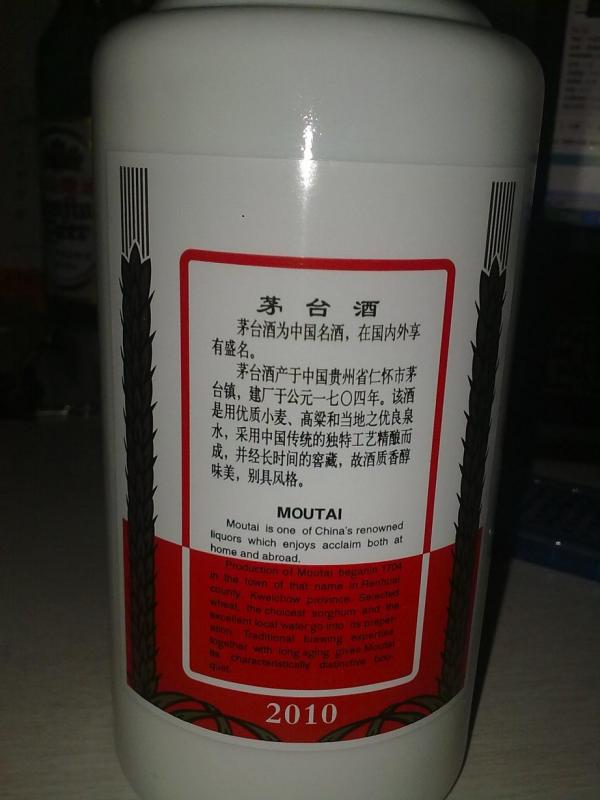 茅台酒
茅台酒为中国名酒，在国内外享
有盛名。
茅台酒产于中国贵州省仁怀市茅
台镇，建厂于公元一七〇四年。该酒
是用优质小麦、高粱和当地之优良泉
水，采用中国传统的独特工艺精酿而
成，并经长时间的窖藏，故酒质香醇
味美，别具风格。
MOUTAI
Moutai is one of China's renowned
liquors which enjoys acclaim both at
home and abroad.
Production of Moutai beganin 1704
in the town of that name in Renhuai
county, Kweichow province. Selected
wheat, the choicest sorghum and the
excellent local water go into its prepar-
ation. Traditional brewing expertise
together with long aging gives Moutai
its characteristically distinctive bou-
quet.
2010